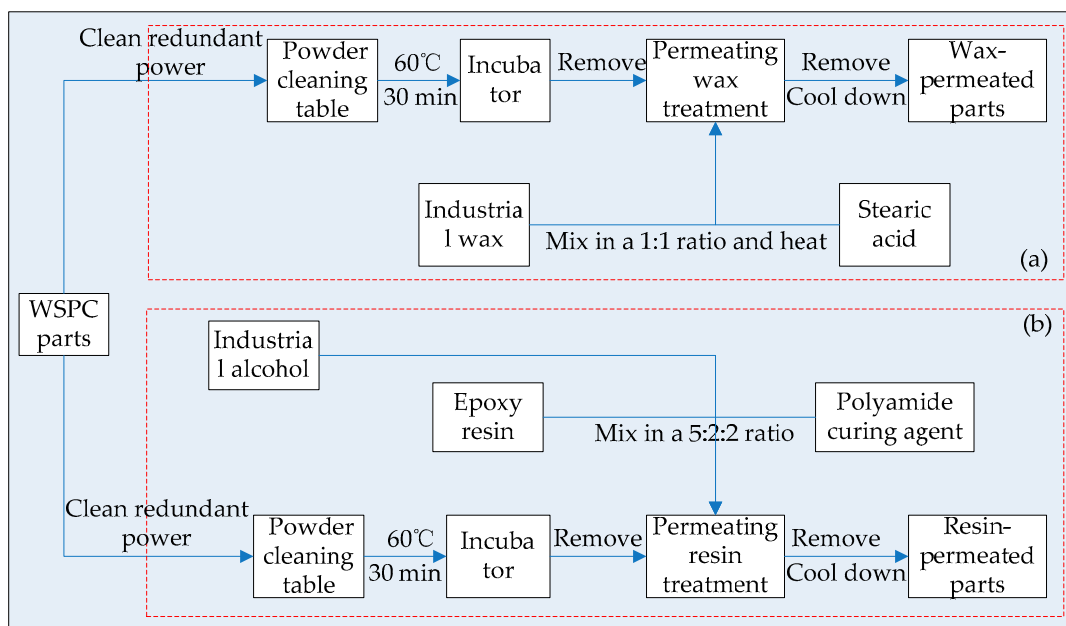 Clean redundant
power
Powder
cleaning
table
60℃
30 min
Incuba
tor
Remove
Permeating
wax
treatment
Remove
Cool down
Wax-
permeated
parts
Industria
l wax
Mix in a 1:1 ratio and heat
Stearic
acid
(a)
WSPC
parts
(b)
Industria
l alcohol
Epoxy
resin
Mix in a 5:2:2 ratio
Polyamide
curing agent
Clean redundant
power
Powder
cleaning
table
60℃
30 min
Incuba
tor
Remove
Permeating
resin
treatment
Remove
Cool down
Resin-
permeated
parts